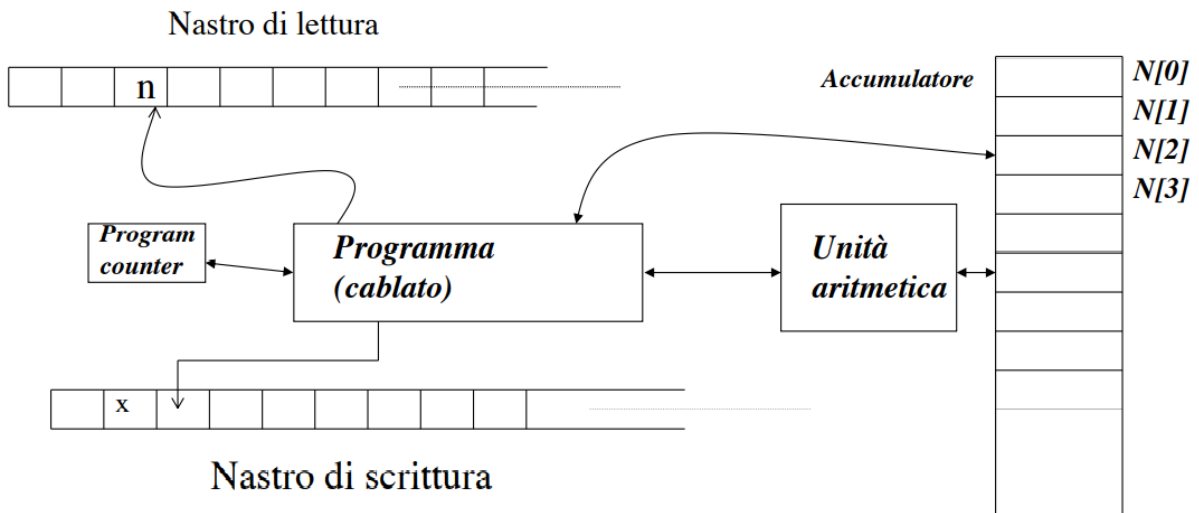 Nastro di lettura
n
Accumulatore
N[0]
N[1]
N[2]
N[3]
Program
counter
Programma
(cablato)
Unità
aritmetica
x
Nastro di scrittura